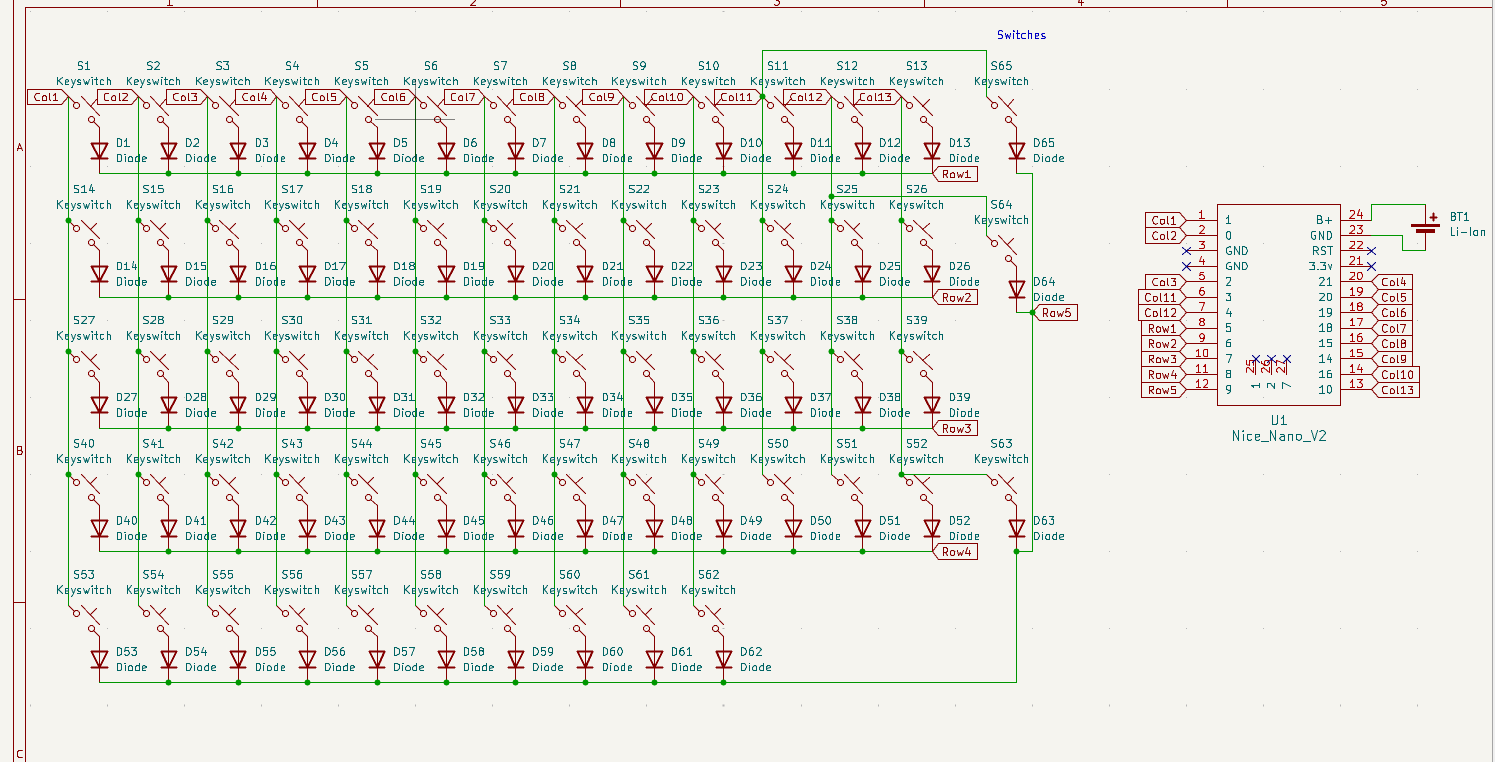 1 2 3 4 5
Switches
S1 S2 S3 S4 S5 S6 S7 S8 S9 S10 S11 S12 S13 S65
Keyswitch Keyswitch Keyswitch Keyswitch Keyswitch Keyswitch Keyswitch Keyswitch Keyswitch Keyswitch Keyswitch Keyswitch Keyswitch Keyswitch
Col1 Col2 Col3 Col4 Col5 Col6 Col7 Col8 Col9 Col10 Col11 Col12 Col13
A
D1 D2 D3 D4 D5 D6 D7 D8 D9 D10 D11 D12 D13 D65
Diode Diode Diode Diode Diode Diode Diode Diode Diode Diode Diode Diode Diode Diode
Row1
S14 S15 S16 S17 S18 S19 S20 S21 S22 S23 S24 S25 S26
Keyswitch Keyswitch Keyswitch Keyswitch Keyswitch Keyswitch Keyswitch Keyswitch Keyswitch Keyswitch Keyswitch Keyswitch Keyswitch
S64
Keyswitch
D14 D15 D16 D17 D18 D19 D20 D21 D22 D23 D24 D25 D26
Diode Diode Diode Diode Diode Diode Diode Diode Diode Diode Diode Diode Diode
D64
Diode
Row2
Row5
S27 S28 S29 S30 S31 S32 S33 S34 S35 S36 S37 S38 S39
Keyswitch Keyswitch Keyswitch Keyswitch Keyswitch Keyswitch Keyswitch Keyswitch Keyswitch Keyswitch Keyswitch Keyswitch Keyswitch
D27 D28 D29 D30 D31 D32 D33 D34 D35 D36 D37 D38 D39
Diode Diode Diode Diode Diode Diode Diode Diode Diode Diode Diode Diode Diode
Row3
B
S40 S41 S42 S43 S44 S45 S46 S47 S48 S49 S50 S51 S52 S63
Keyswitch Keyswitch Keyswitch Keyswitch Keyswitch Keyswitch Keyswitch Keyswitch Keyswitch Keyswitch Keyswitch Keyswitch Keyswitch Keyswitch
D40 D41 D42 D43 D44 D45 D46 D47 D48 D49 D50 D51 D52 D63
Diode Diode Diode Diode Diode Diode Diode Diode Diode Diode Diode Diode Diode Diode
Row4
S53 S54 S55 S56 S57 S58 S59 S60 S61 S62
Keyswitch Keyswitch Keyswitch Keyswitch Keyswitch Keyswitch Keyswitch Keyswitch Keyswitch Keyswitch
D53 D54 D55 D56 D57 D58 D59 D60 D61 D62
Diode Diode Diode Diode Diode Diode Diode Diode Diode Diode
C
Col1 1 1 B+ 24
Col2 2 0 GND 23
3 GND RST 22
4 GND 3.3v 21
Col3 5 2 21 20 Col4
Col11 6 3 20 19 Col5
Col12 7 4 19 18 Col6
Row1 8 5 18 17 Col7
Row2 9 6 15 16 Col8
Row3 10 7 14 15 Col9
Row4 11 8 16 14 Col10
Row5 12 9 10 13 Col13
25 26 27
1 2 7
U1
Nice_Nano_V2
+ BT1
Li-Ion